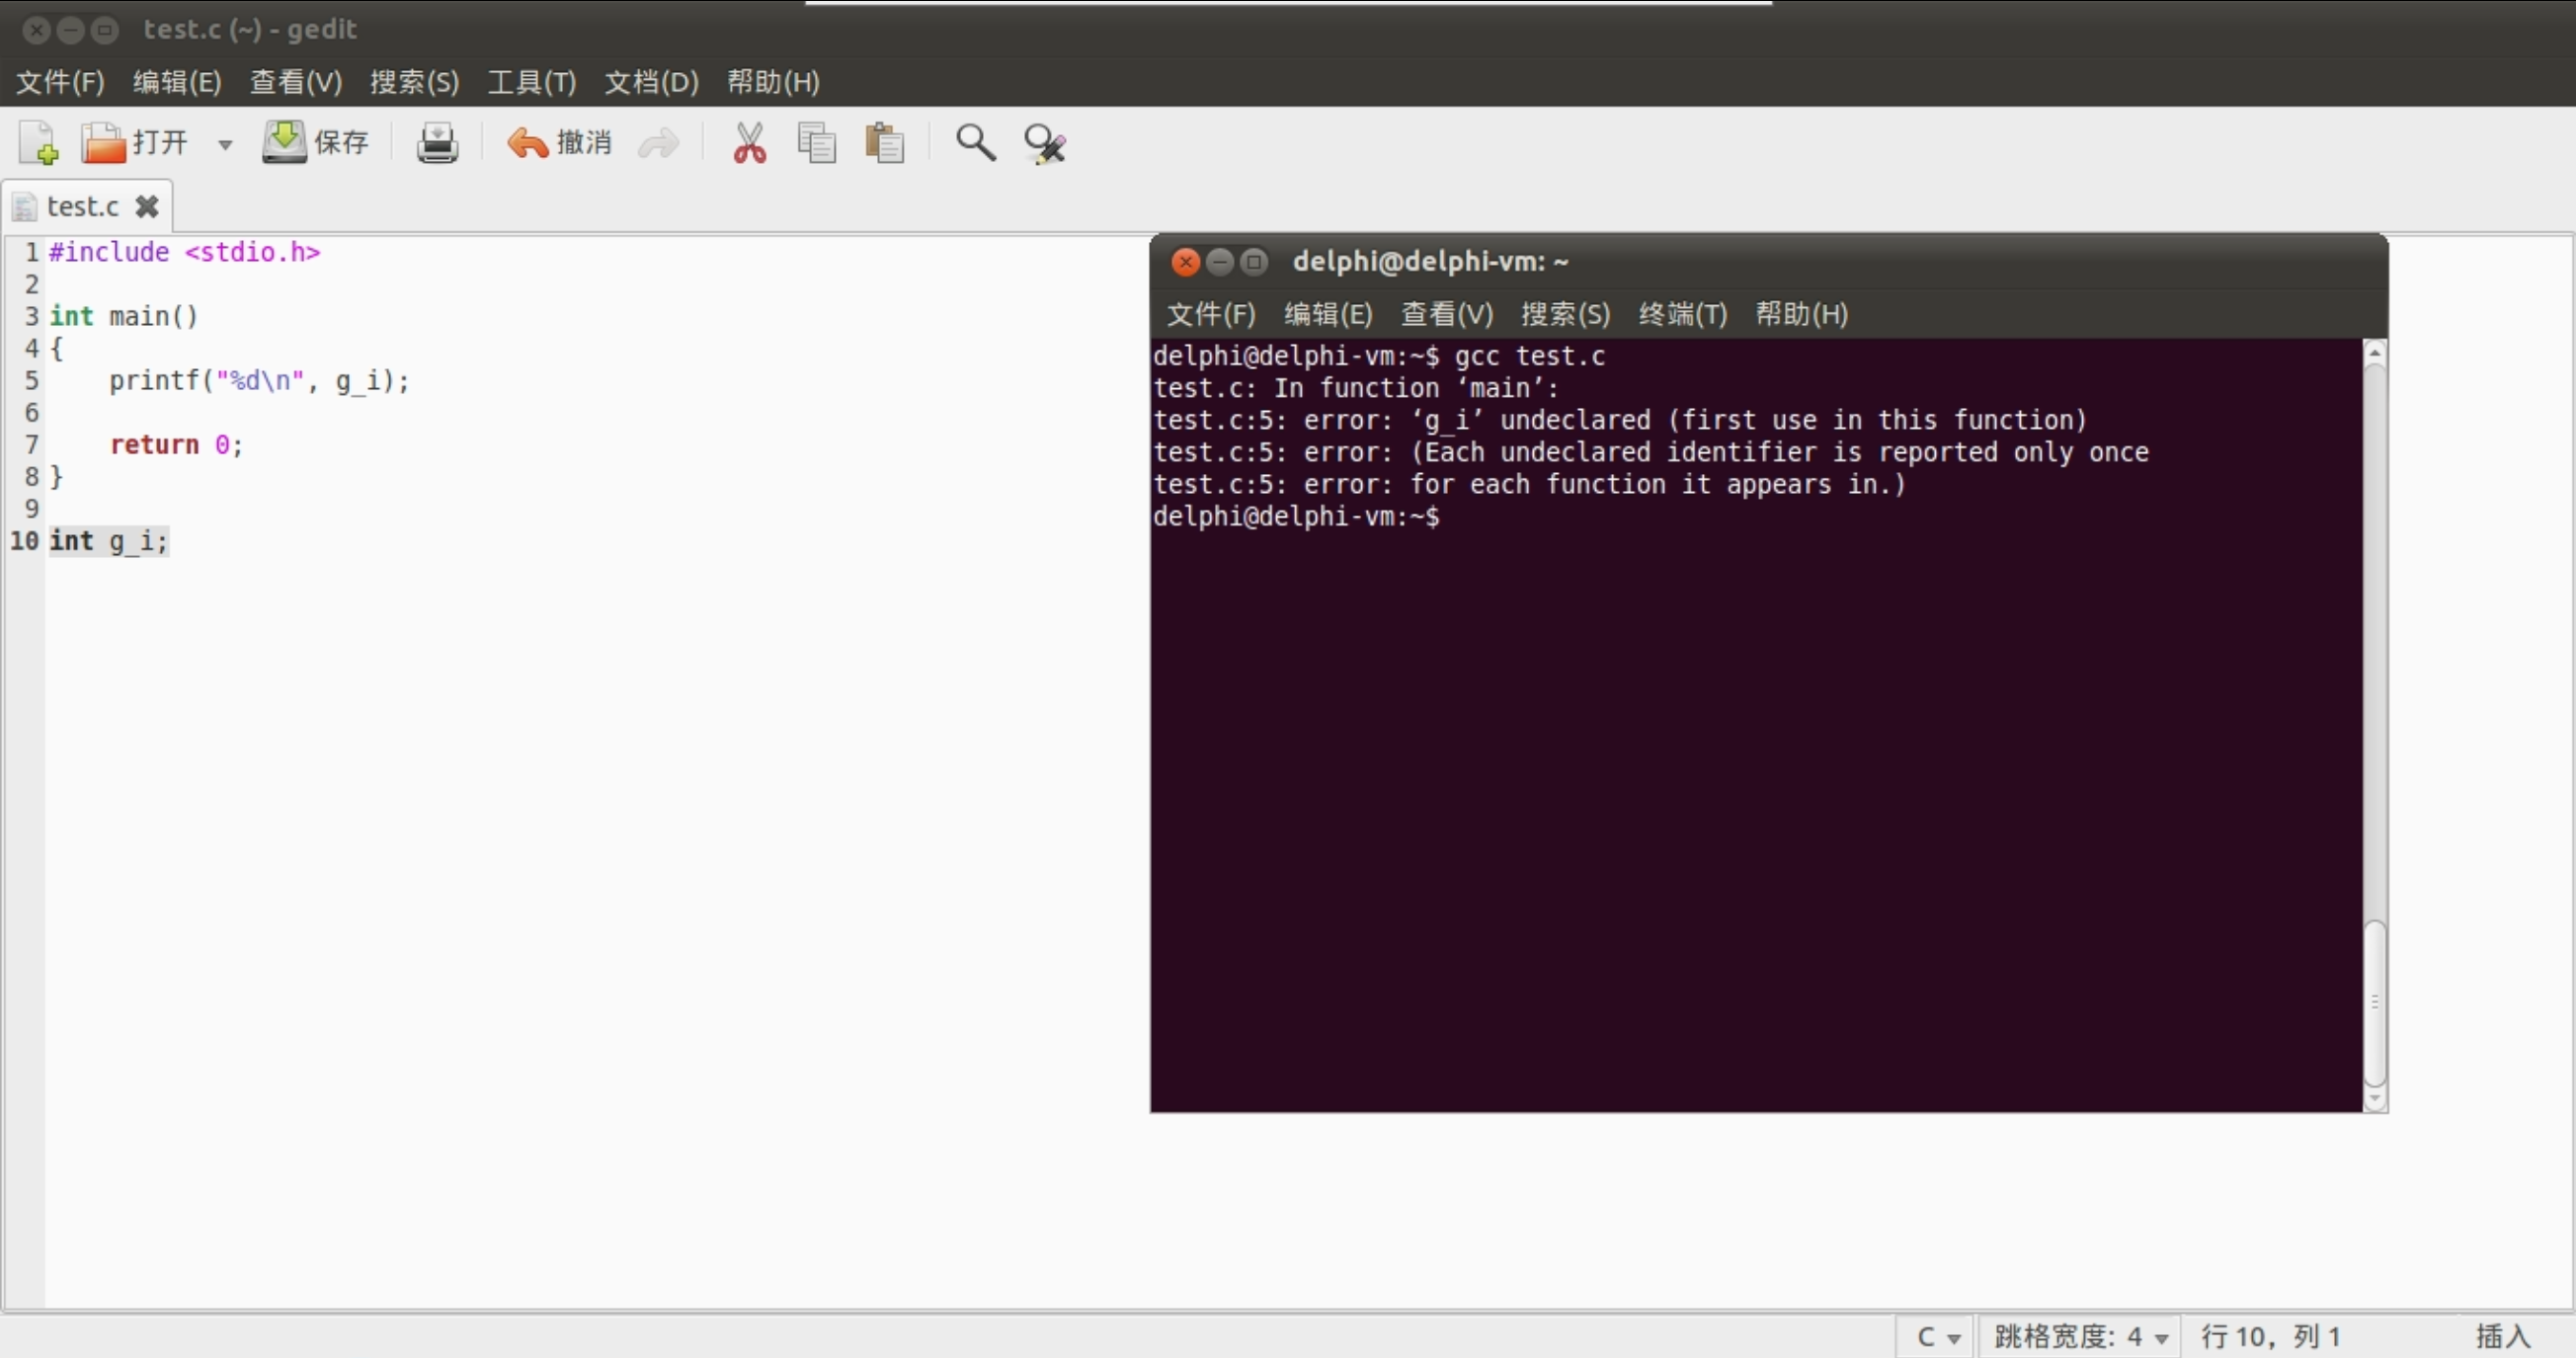 test.c (~) - gedit
文件(F) 编辑(E) 查看(V) 搜索(S) 工具(T) 文档(D) 帮助(H)
打开 保存 撤消
test.c
1 #include <stdio.h>
2
3 int main()
4 {
5     printf("%d\n", g_i);
6
7     return 0;
8 }
9
10 int g_i;
delphi@delphi-vm: ~
文件(F) 编辑(E) 查看(V) 搜索(S) 终端(T) 帮助(H)
delphi@delphi-vm:~$ gcc test.c
test.c: In function ‘main’:
test.c:5: error: ‘g_i’ undeclared (first use in this function)
test.c:5: error: (Each undeclared identifier is reported only once
test.c:5: error: for each function it appears in.)
delphi@delphi-vm:~$
C 跳格宽度: 4 行 10，列 1 插入